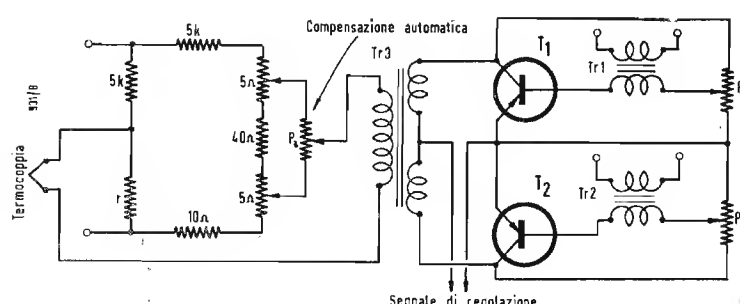 5k
Compensazione automatica
Tr3
T1
Tr1
5k
5Ω
931/8
40Ω
P
Termocoppia
r
5Ω
10Ω
T2
Tr2
P
P
Segnale di regolazione